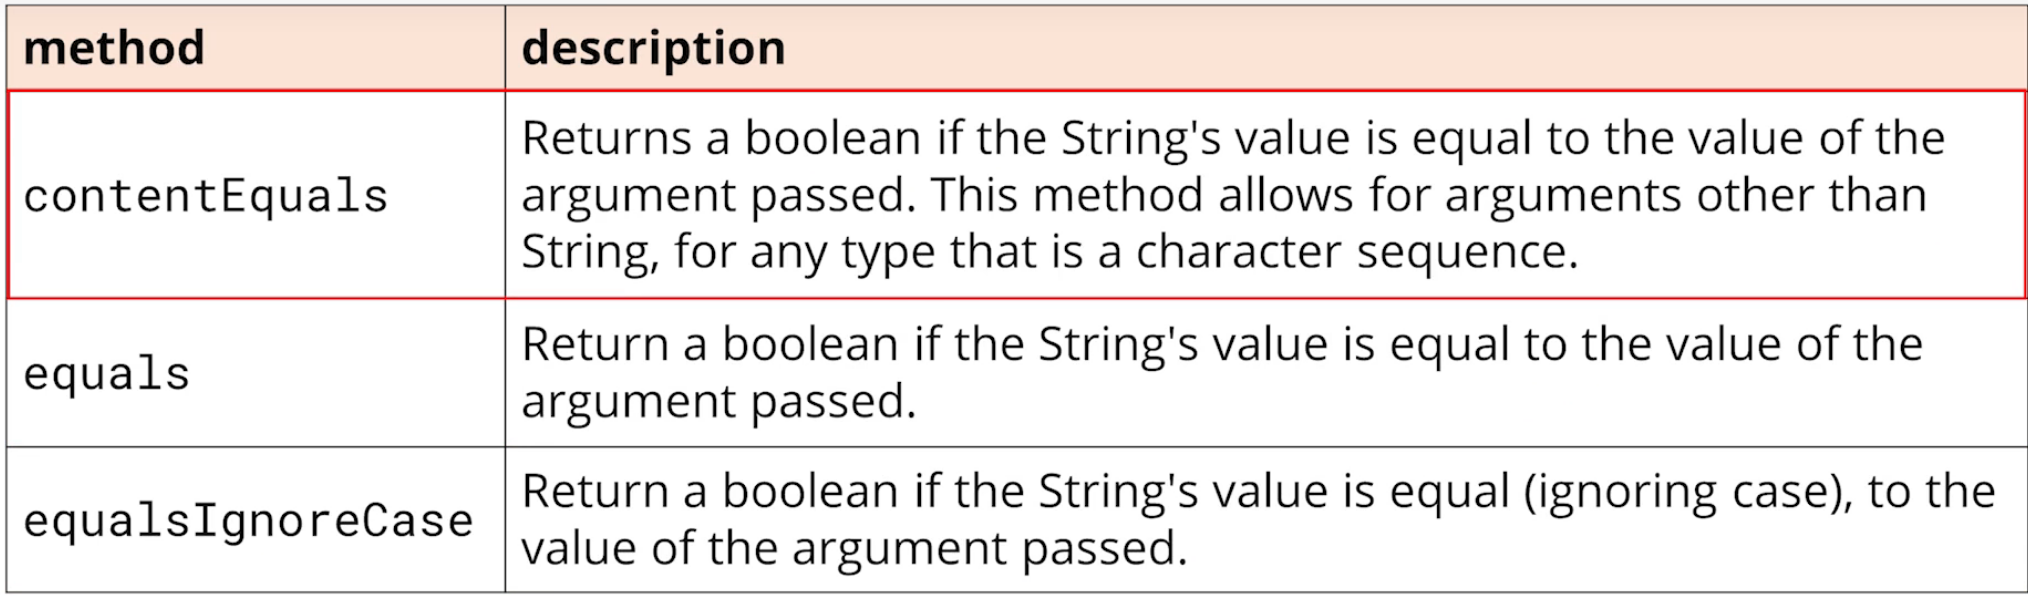 method description
contentEquals
Returns a boolean if the String's value is equal to the value of the
argument passed. This method allows for arguments other than
String, for any type that is a character sequence.
equals
Return a boolean if the String's value is equal to the value of the
argument passed.
equalsIgnoreCase
Return a boolean if the String's value is equal (ignoring case), to the
value of the argument passed.